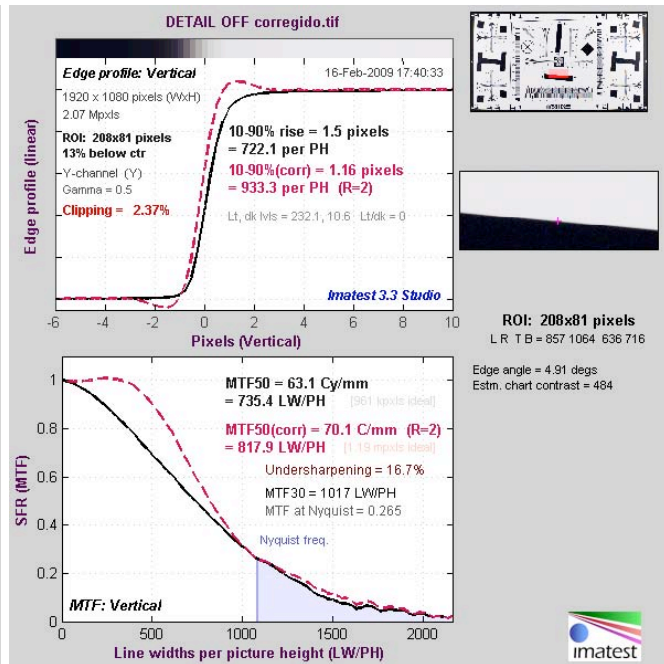 DETAIL OFF corregido.tif
Edge profile: Vertical
16-Feb-2009 17:40:33
1920 x 1080 pixels (WxH)
2.07 Mpxls
ROI: 208x81 pixels
13% below ctr
Y-channel (Y)
Gamma = 0.5
Clipping = 2.37%
10-90% rise = 1.5 pixels
= 722.1 per PH
10-90%(corr) = 1.16 pixels
= 933.3 per PH (R=2)
Lt, dk lvls = 232.1, 10.6 Lt/dk = 0
Imatest 3.3 Studio
Edge profile (linear)
-6 -4 -2 0 2 4 6 8 10
Pixels (Vertical)
ROI: 208x81 pixels
L R T B = 857 1064 636 716
Edge angle = 4.91 degs
Estm. chart contrast = 484
MTF50 = 63.1 Cy/mm
= 735.4 LW/PH [961 kpxls ideal]
MTF50(corr) = 70.1 C/mm (R=2)
= 817.9 LW/PH [1.19 mpxls ideal]
Undersharpening = 16.7%
MTF30 = 1017 LW/PH
MTF at Nyquist = 0.265
Nyquist freq.
SFR (MTF)
1
0.8
0.6
0.4
0.2
0
MTF: Vertical
0 500 1000 1500 2000
Line widths per picture height (LW/PH)
imatest